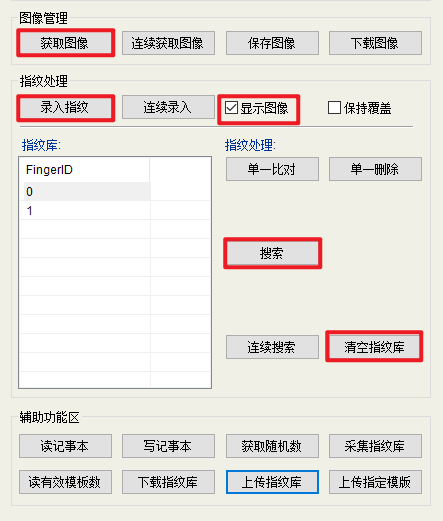 图像管理
获取图像 连续获取图像 保存图像 下载图像
指纹处理
录入指纹 连续录入 显示图像 保持覆盖
指纹库: 指纹处理:
FingerID 单一比对 单一删除
0
1
搜索
连续搜索 清空指纹库
辅助功能区
读记事本 写记事本 获取随机数 采集指纹库
读有效模板数 下载指纹库 上传指纹库 上传指定模版